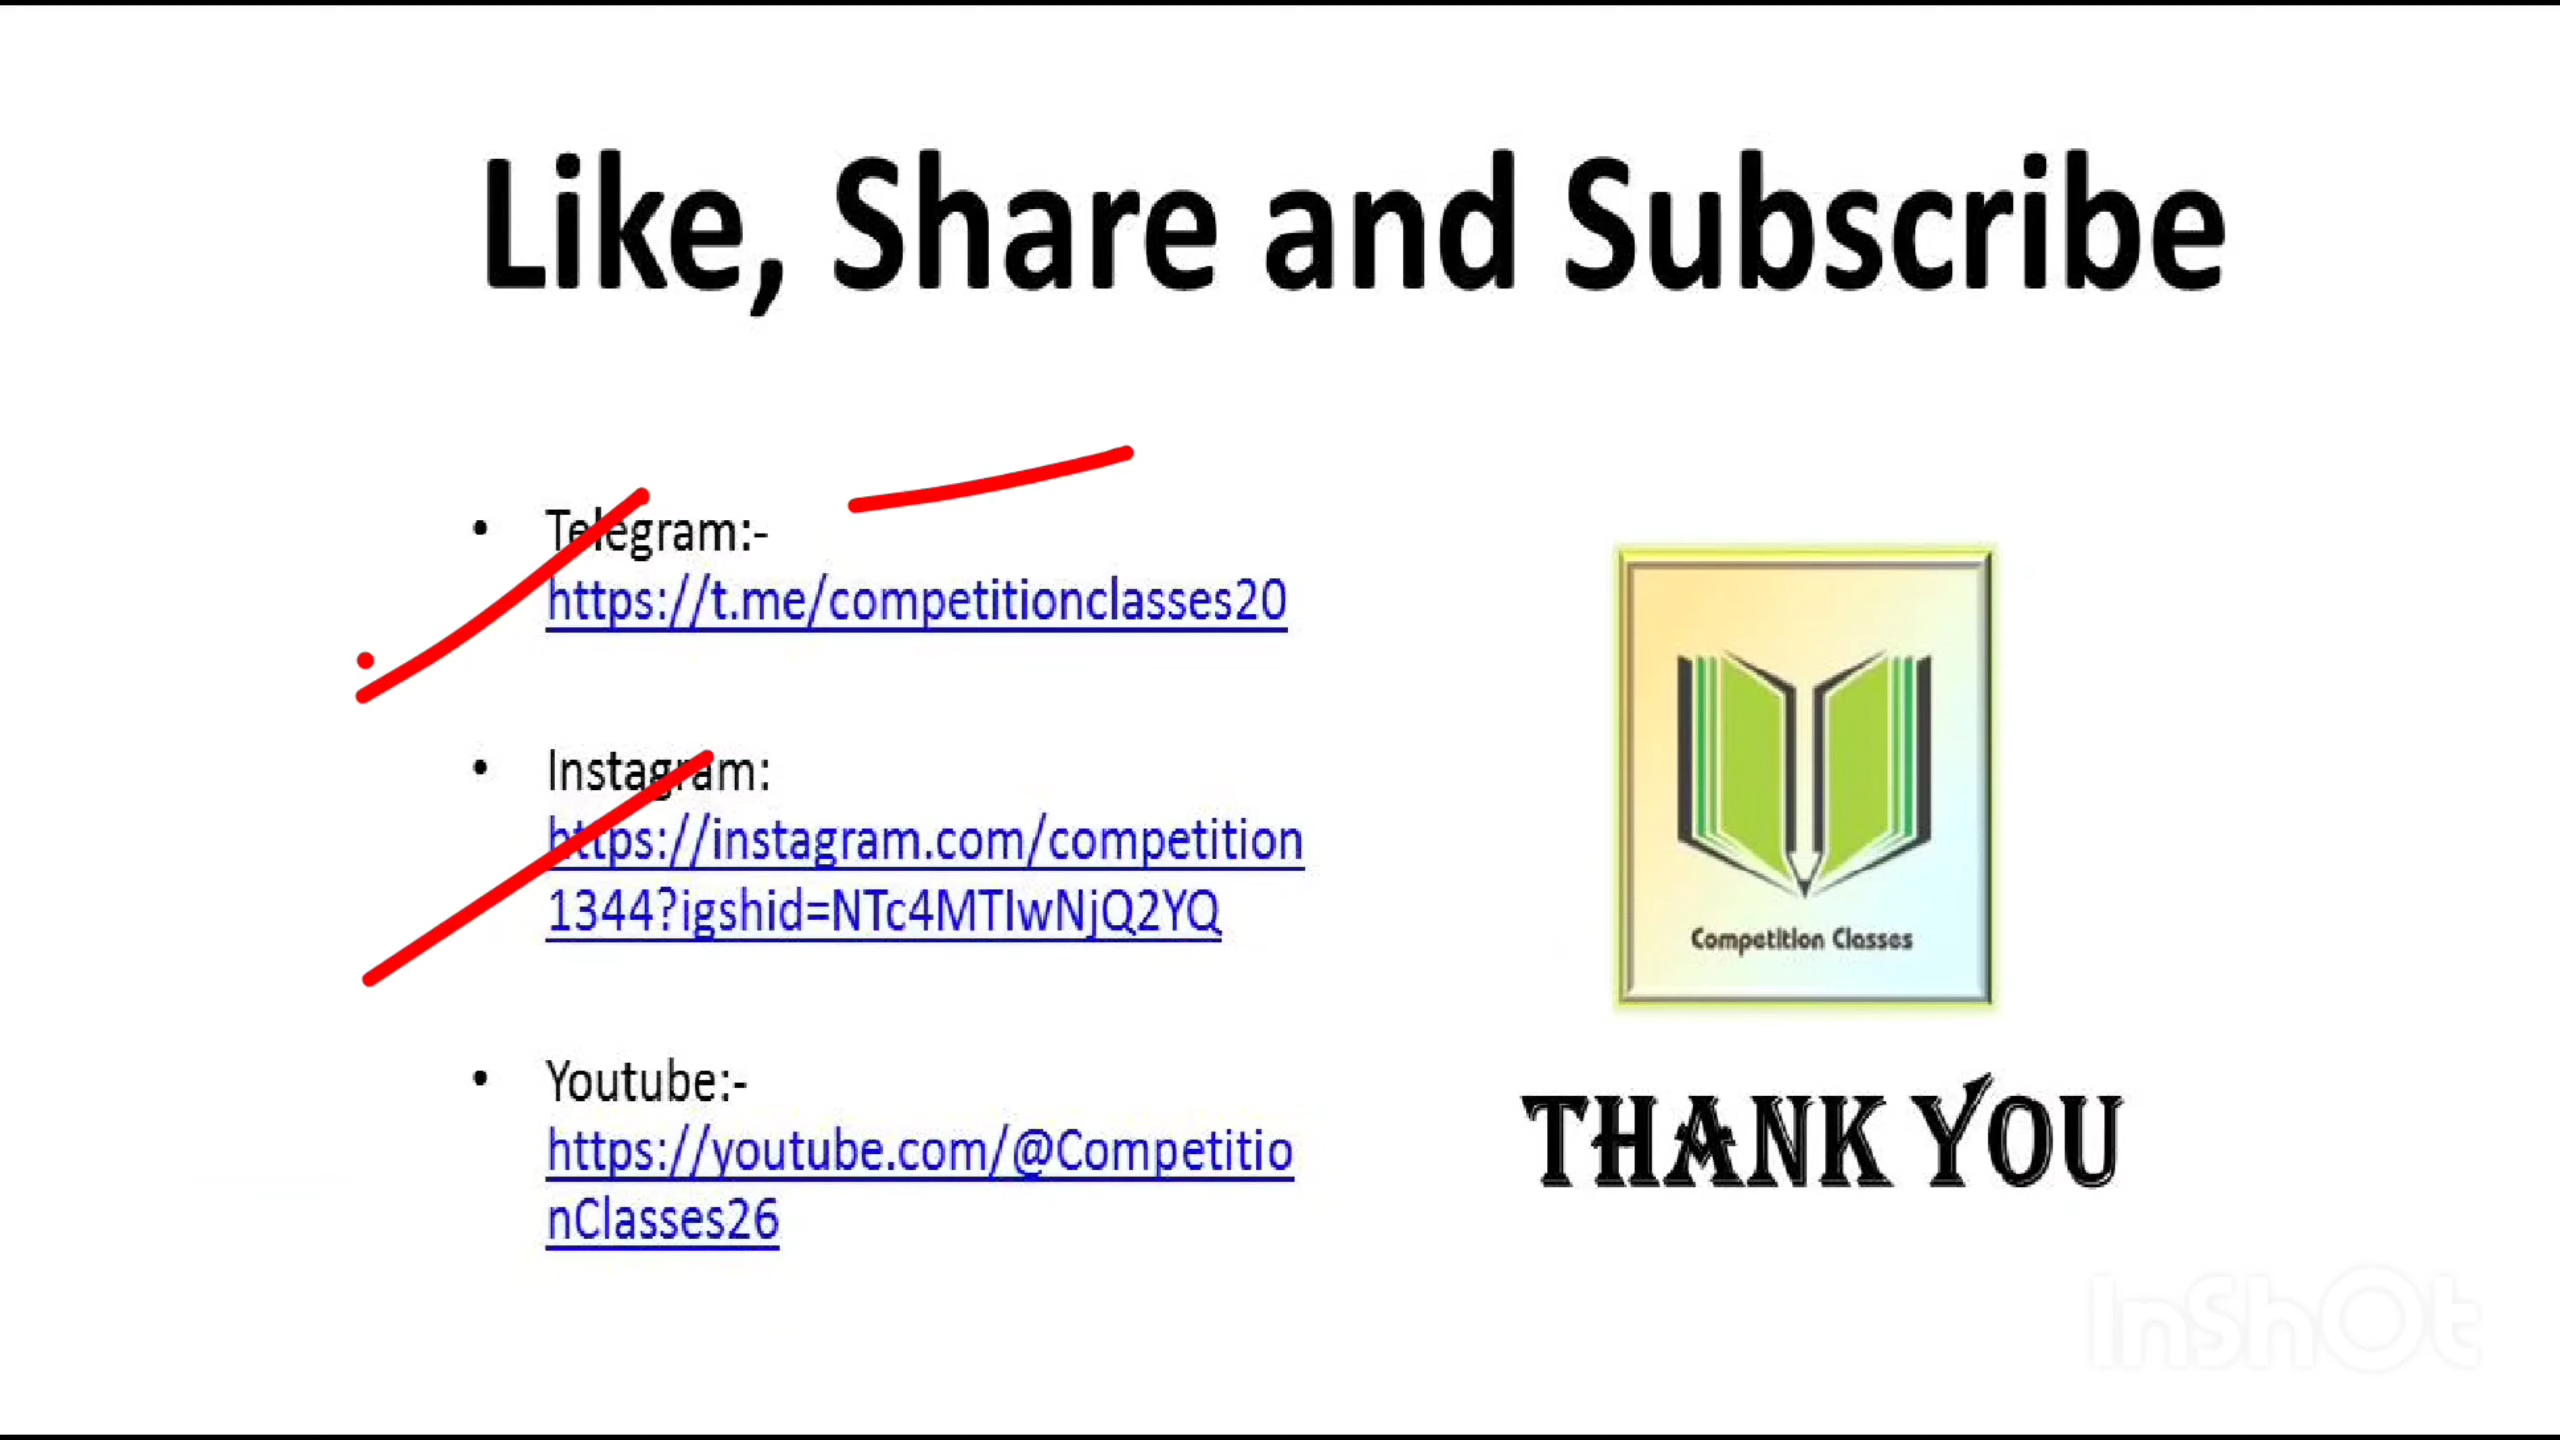 Like, Share and Subscribe
• Telegram:-
https://t.me/competitionclasses20
• Instagram:
https://instagram.com/competition
1344?igshid=NTc4MTIwNjQ2YQ
• Youtube:-
https://youtube.com/@Competitio
nClasses26
Competition Classes
THANK YOU
InShOt